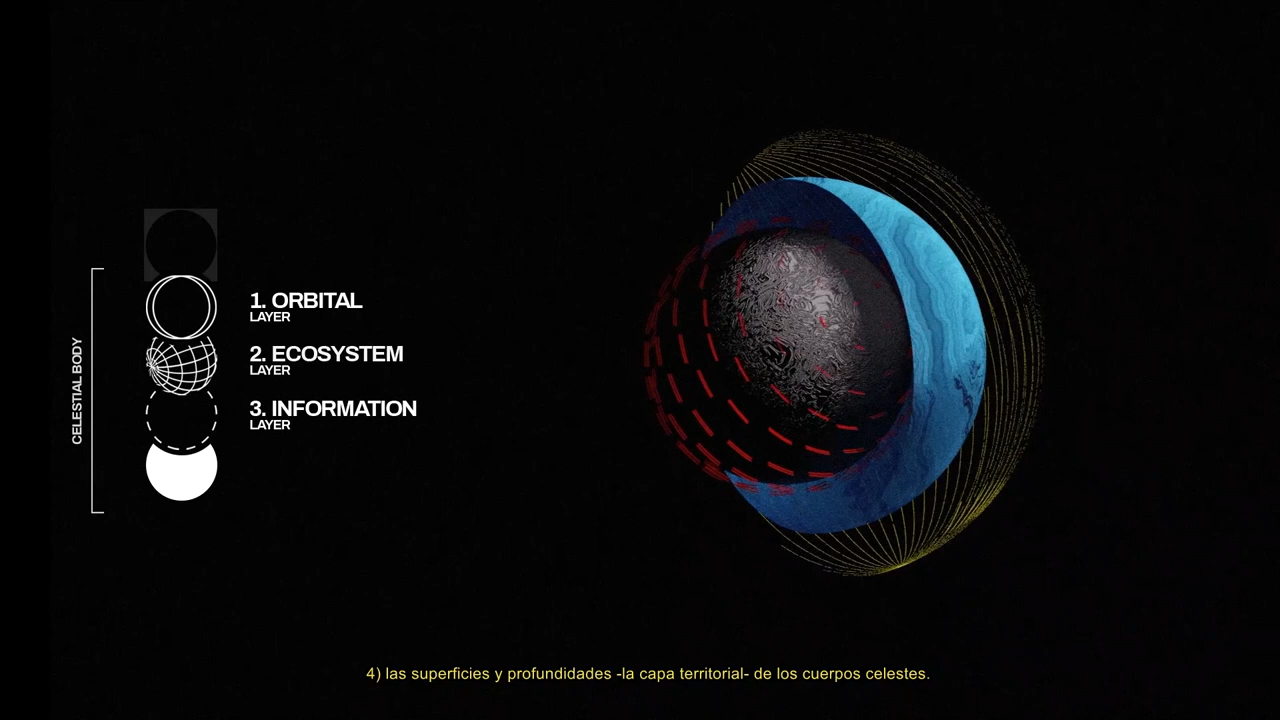 CELESTIAL BODY
1. ORBITAL
LAYER
2. ECOSYSTEM
LAYER
3. INFORMATION
LAYER
4) las superficies y profundidades -la capa territorial- de los cuerpos celestes.